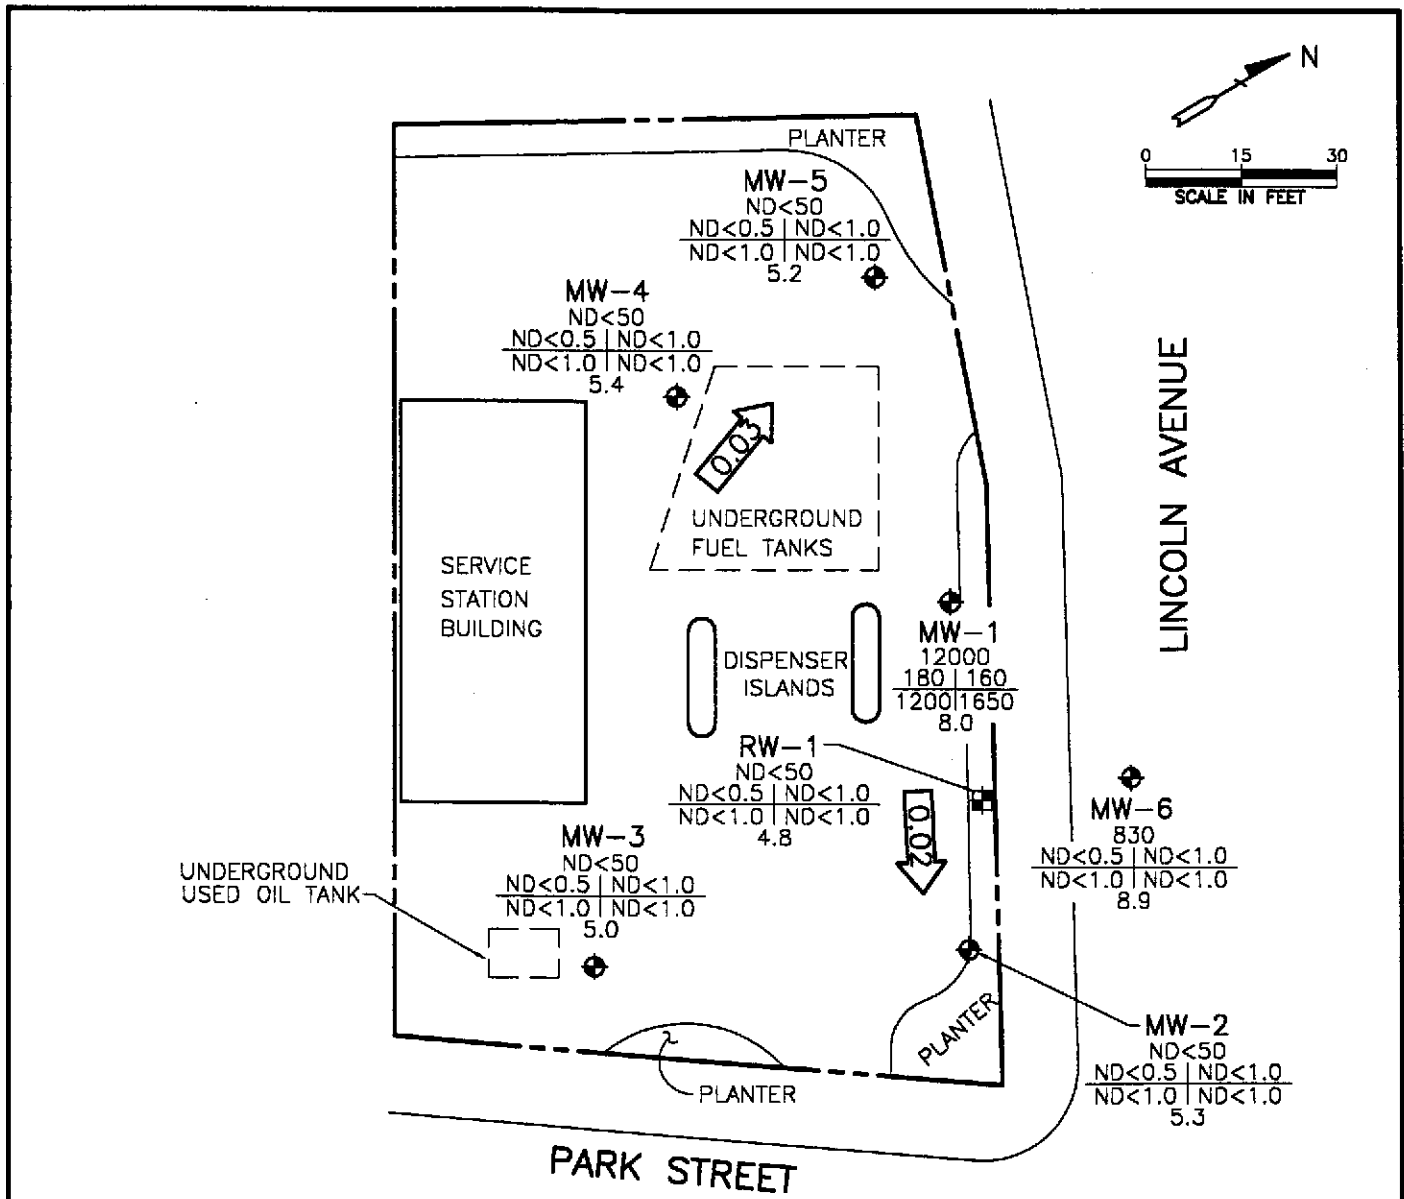 N
0 15 30
SCALE IN FEET
PLANTER
MW-5
ND<50
ND<0.5 | ND<1.0
ND<1.0 | ND<1.0
5.2
MW-4
ND<50
ND<0.5 | ND<1.0
ND<1.0 | ND<1.0
5.4
0.03
UNDERGROUND
FUEL TANKS
LINCOLN AVENUE
SERVICE
STATION
BUILDING
DISPENSER
ISLANDS
MW-1
12000
180 | 160
1200 | 1650
8.0
RW-1
ND<50
ND<0.5 | ND<1.0
ND<1.0 | ND<1.0
4.8
0.02
MW-6
830
ND<0.5 | ND<1.0
ND<1.0 | ND<1.0
8.9
MW-3
ND<50
ND<0.5 | ND<1.0
ND<1.0 | ND<1.0
5.0
UNDERGROUND
USED OIL TANK
PLANTER
MW-2
ND<50
ND<0.5 | ND<1.0
ND<1.0 | ND<1.0
5.3
PLANTER
PARK STREET